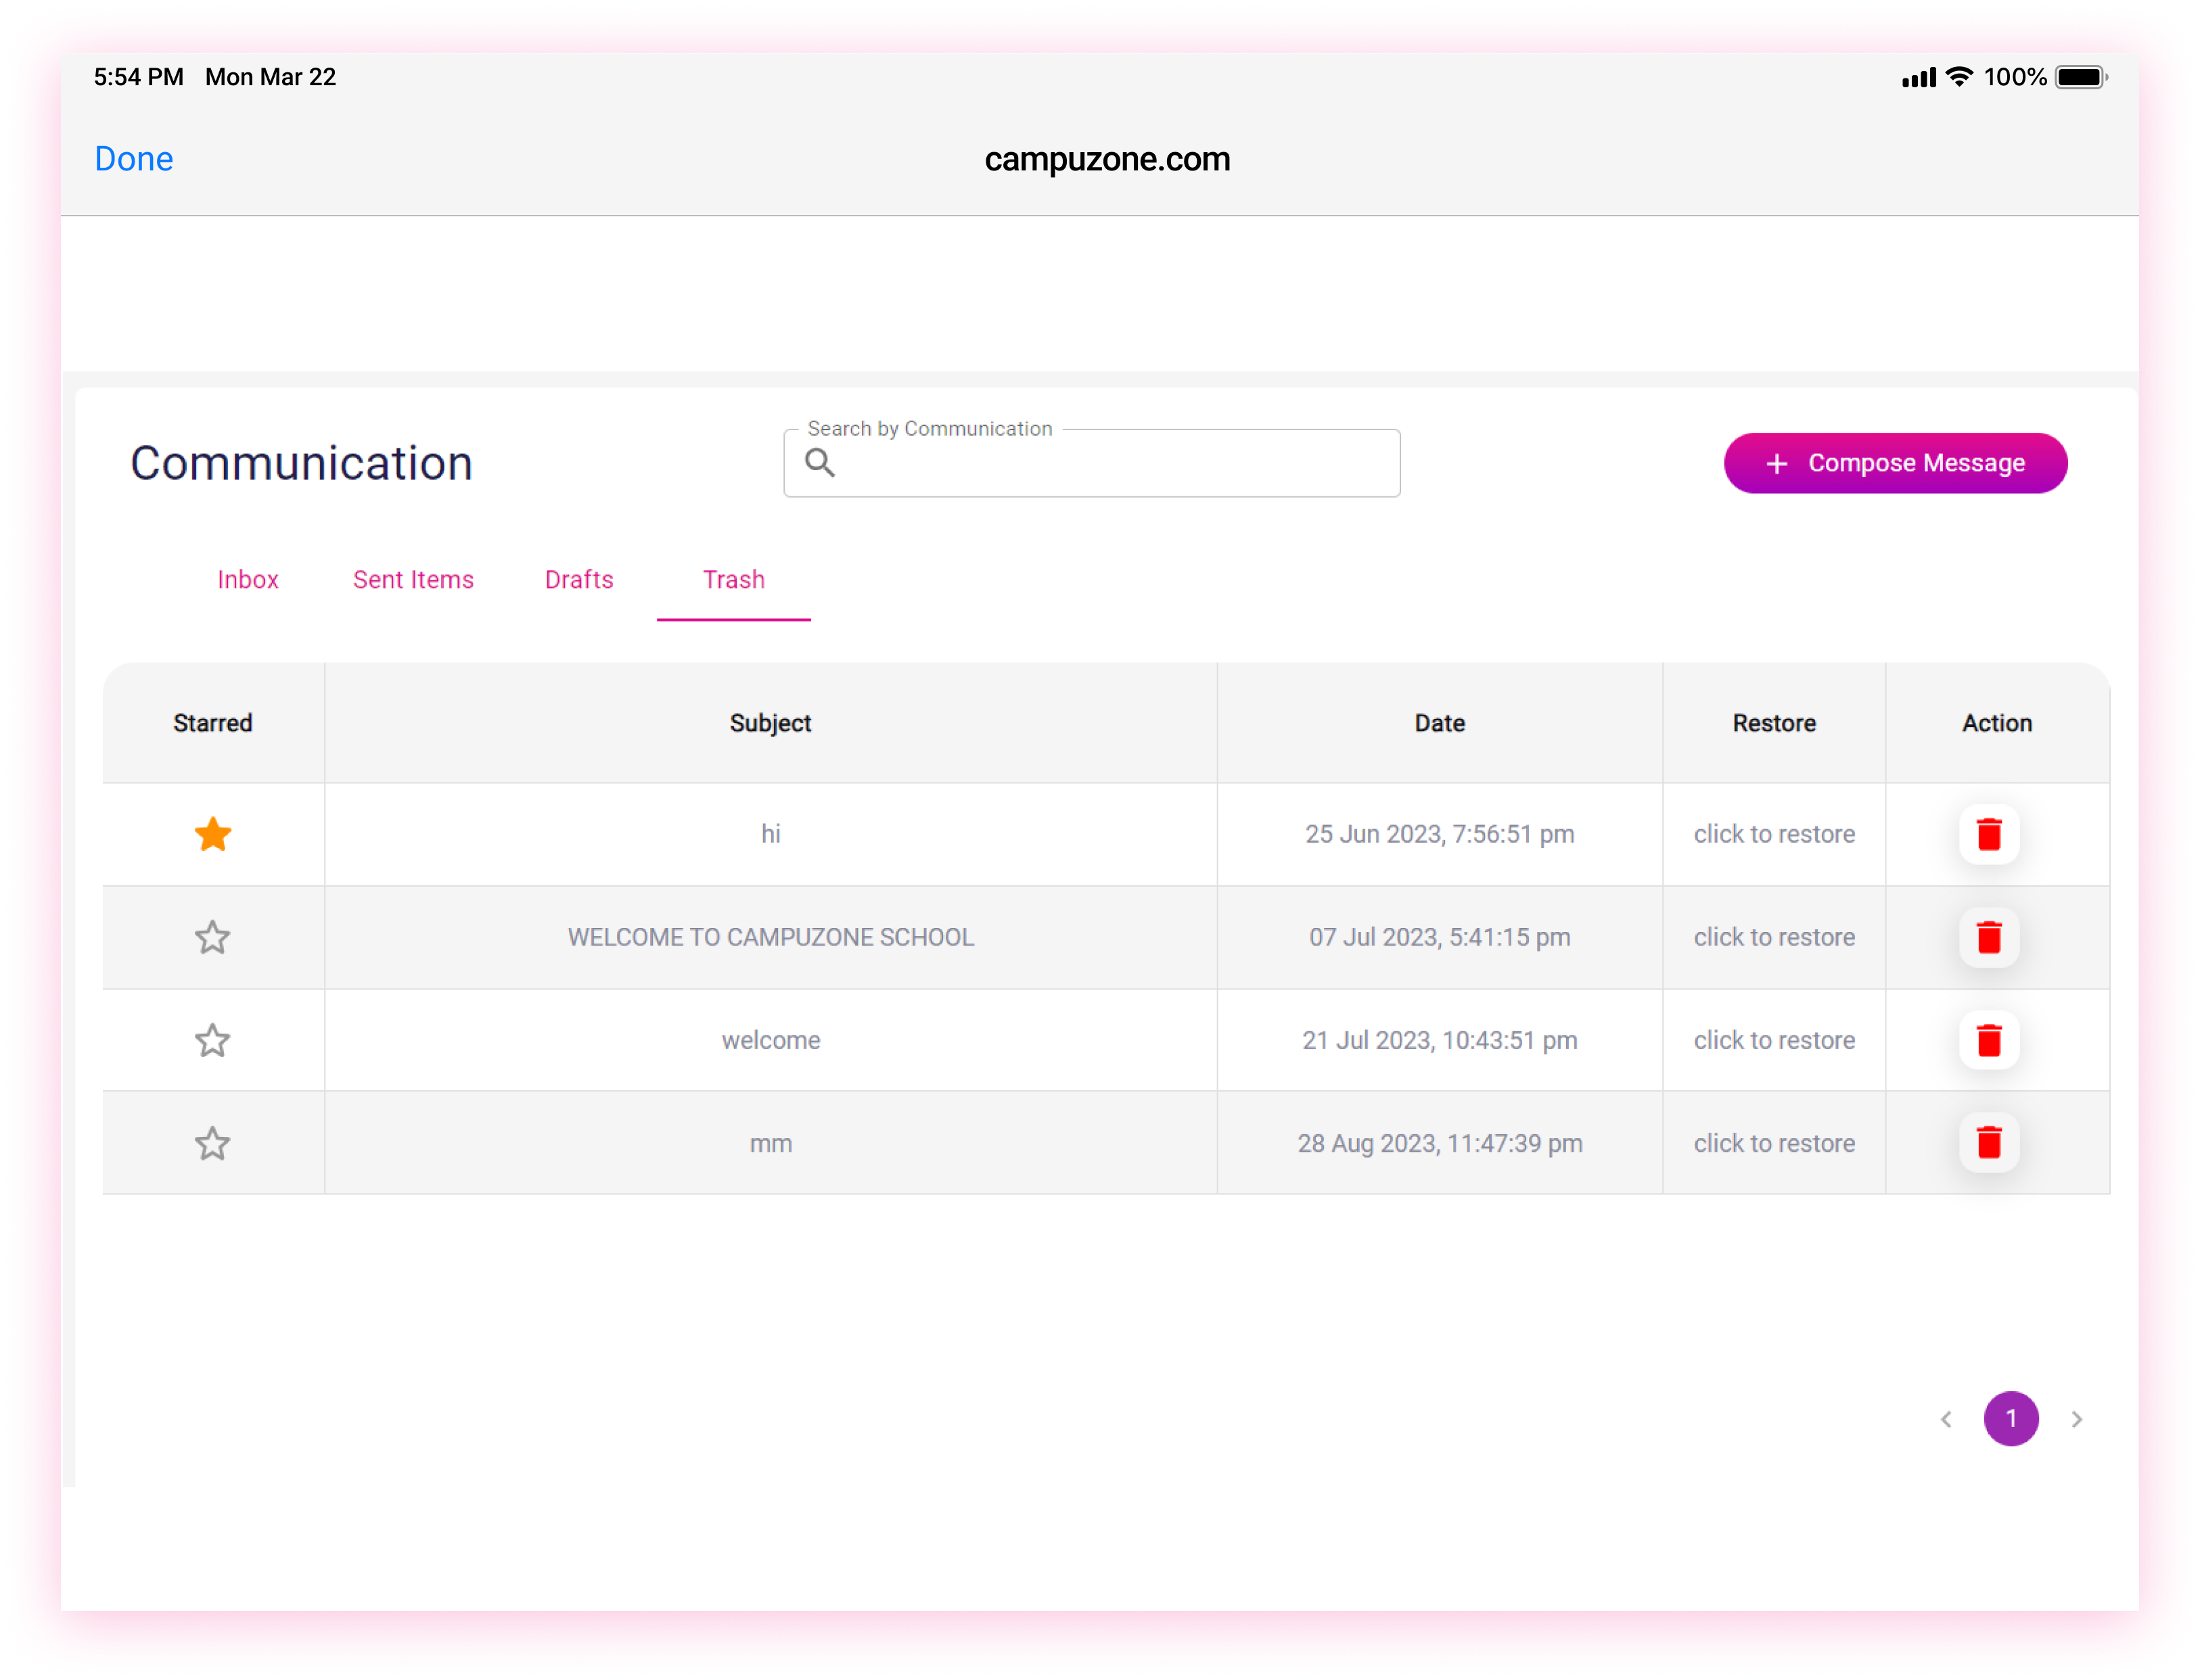 5:54 PM Mon Mar 22 100%
Done campuzone.com
Search by Communication
Communication + Compose Message
Inbox Sent Items Drafts Trash
Starred Subject Date Restore Action
hi 25 Jun 2023, 7:56:51 pm click to restore
WELCOME TO CAMPUZONE SCHOOL 07 Jul 2023, 5:41:15 pm click to restore
welcome 21 Jul 2023, 10:43:51 pm click to restore
mm 28 Aug 2023, 11:47:39 pm click to restore
1